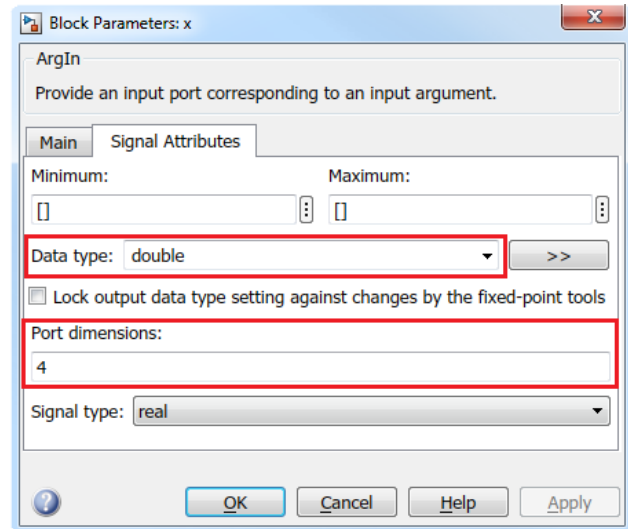 Block Parameters: x
ArgIn
Provide an input port corresponding to an input argument.
Main Signal Attributes
Minimum: Maximum:
[] []
Data type: double >>
Lock output data type setting against changes by the fixed-point tools
Port dimensions:
4
Signal type: real
OK Cancel Help Apply